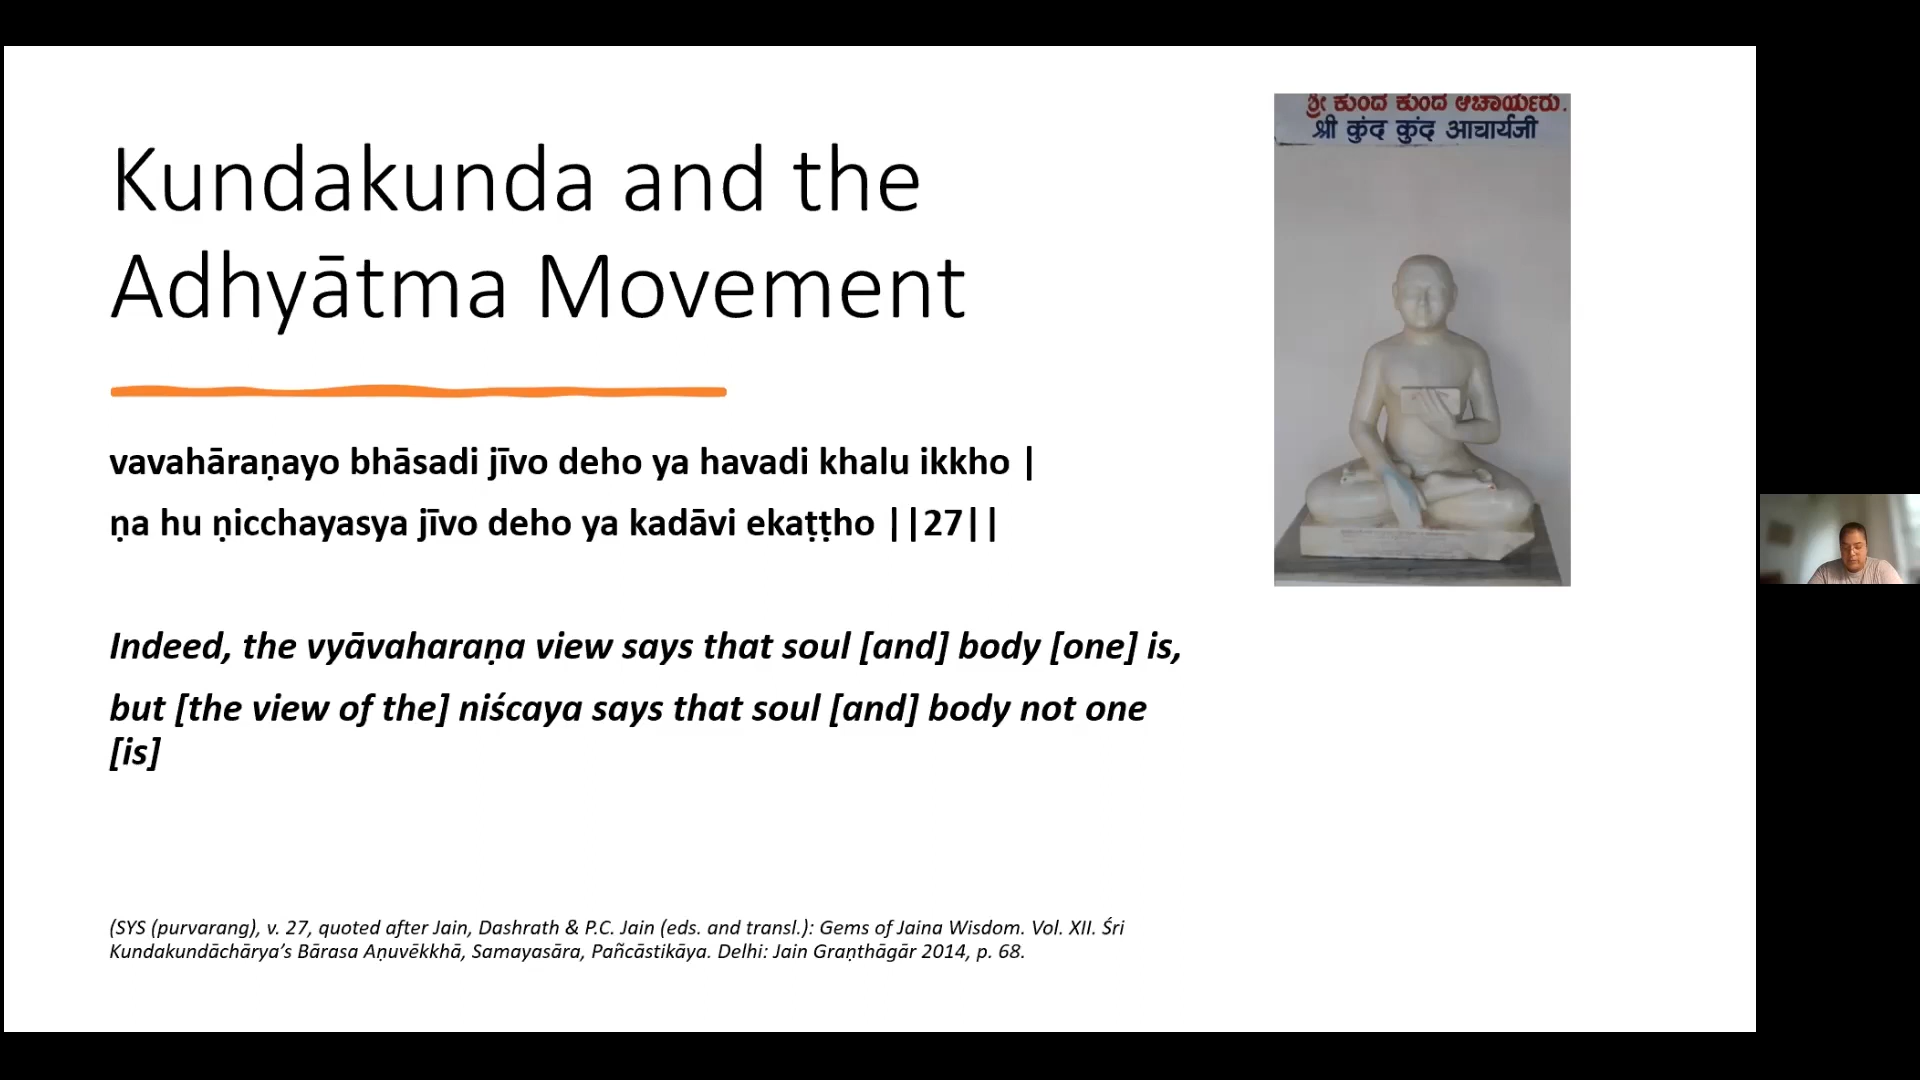 Kundakunda and the
Adhyātma Movement
vavahāraṇayo bhāsadi jīvo deho ya havadi khalu ikkho |
ṇa hu ṇicchayasya jīvo deho ya kadāvi ekaṭṭho ||27||
Indeed, the vyāvaharaṇa view says that soul [and] body [one] is,
but [the view of the] niścaya says that soul [and] body not one
[is]
(SYS (purvarang), v. 27, quoted after Jain, Dashrath & P.C. Jain (eds. and transl.): Gems of Jaina Wisdom. Vol. XII. Śri
Kundakundāchārya’s Bārasa Aṇuvēkkhā, Samayasāra, Pañcāstikāya. Delhi: Jain Graṇthāgār 2014, p. 68.
ಶ್ರೀ ಕುಂದ ಕುಂದ ಆಚಾರ್ಯರು.
श्री कुंद कुंद आचार्यजी